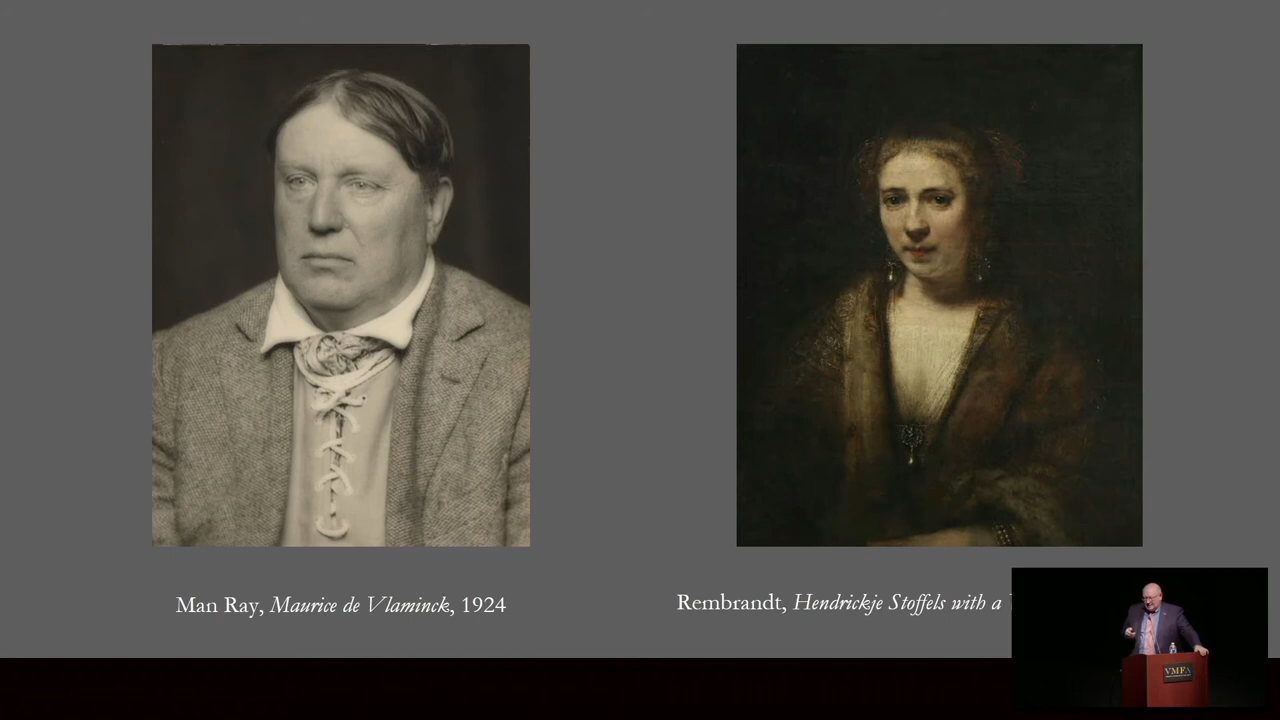 Man Ray, Maurice de Vlaminck, 1924
Rembrandt, Hendrickje Stoffels with a
VMFA